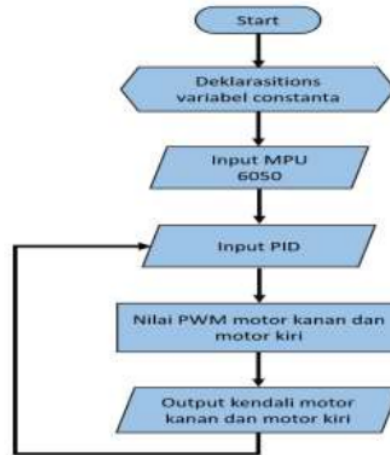 Start
Deklarasitions
variabel constanta
Input MPU
6050
Input PID
Nilai PWM motor kanan dan
motor kiri
Output kendali motor
kanan dan motor kiri